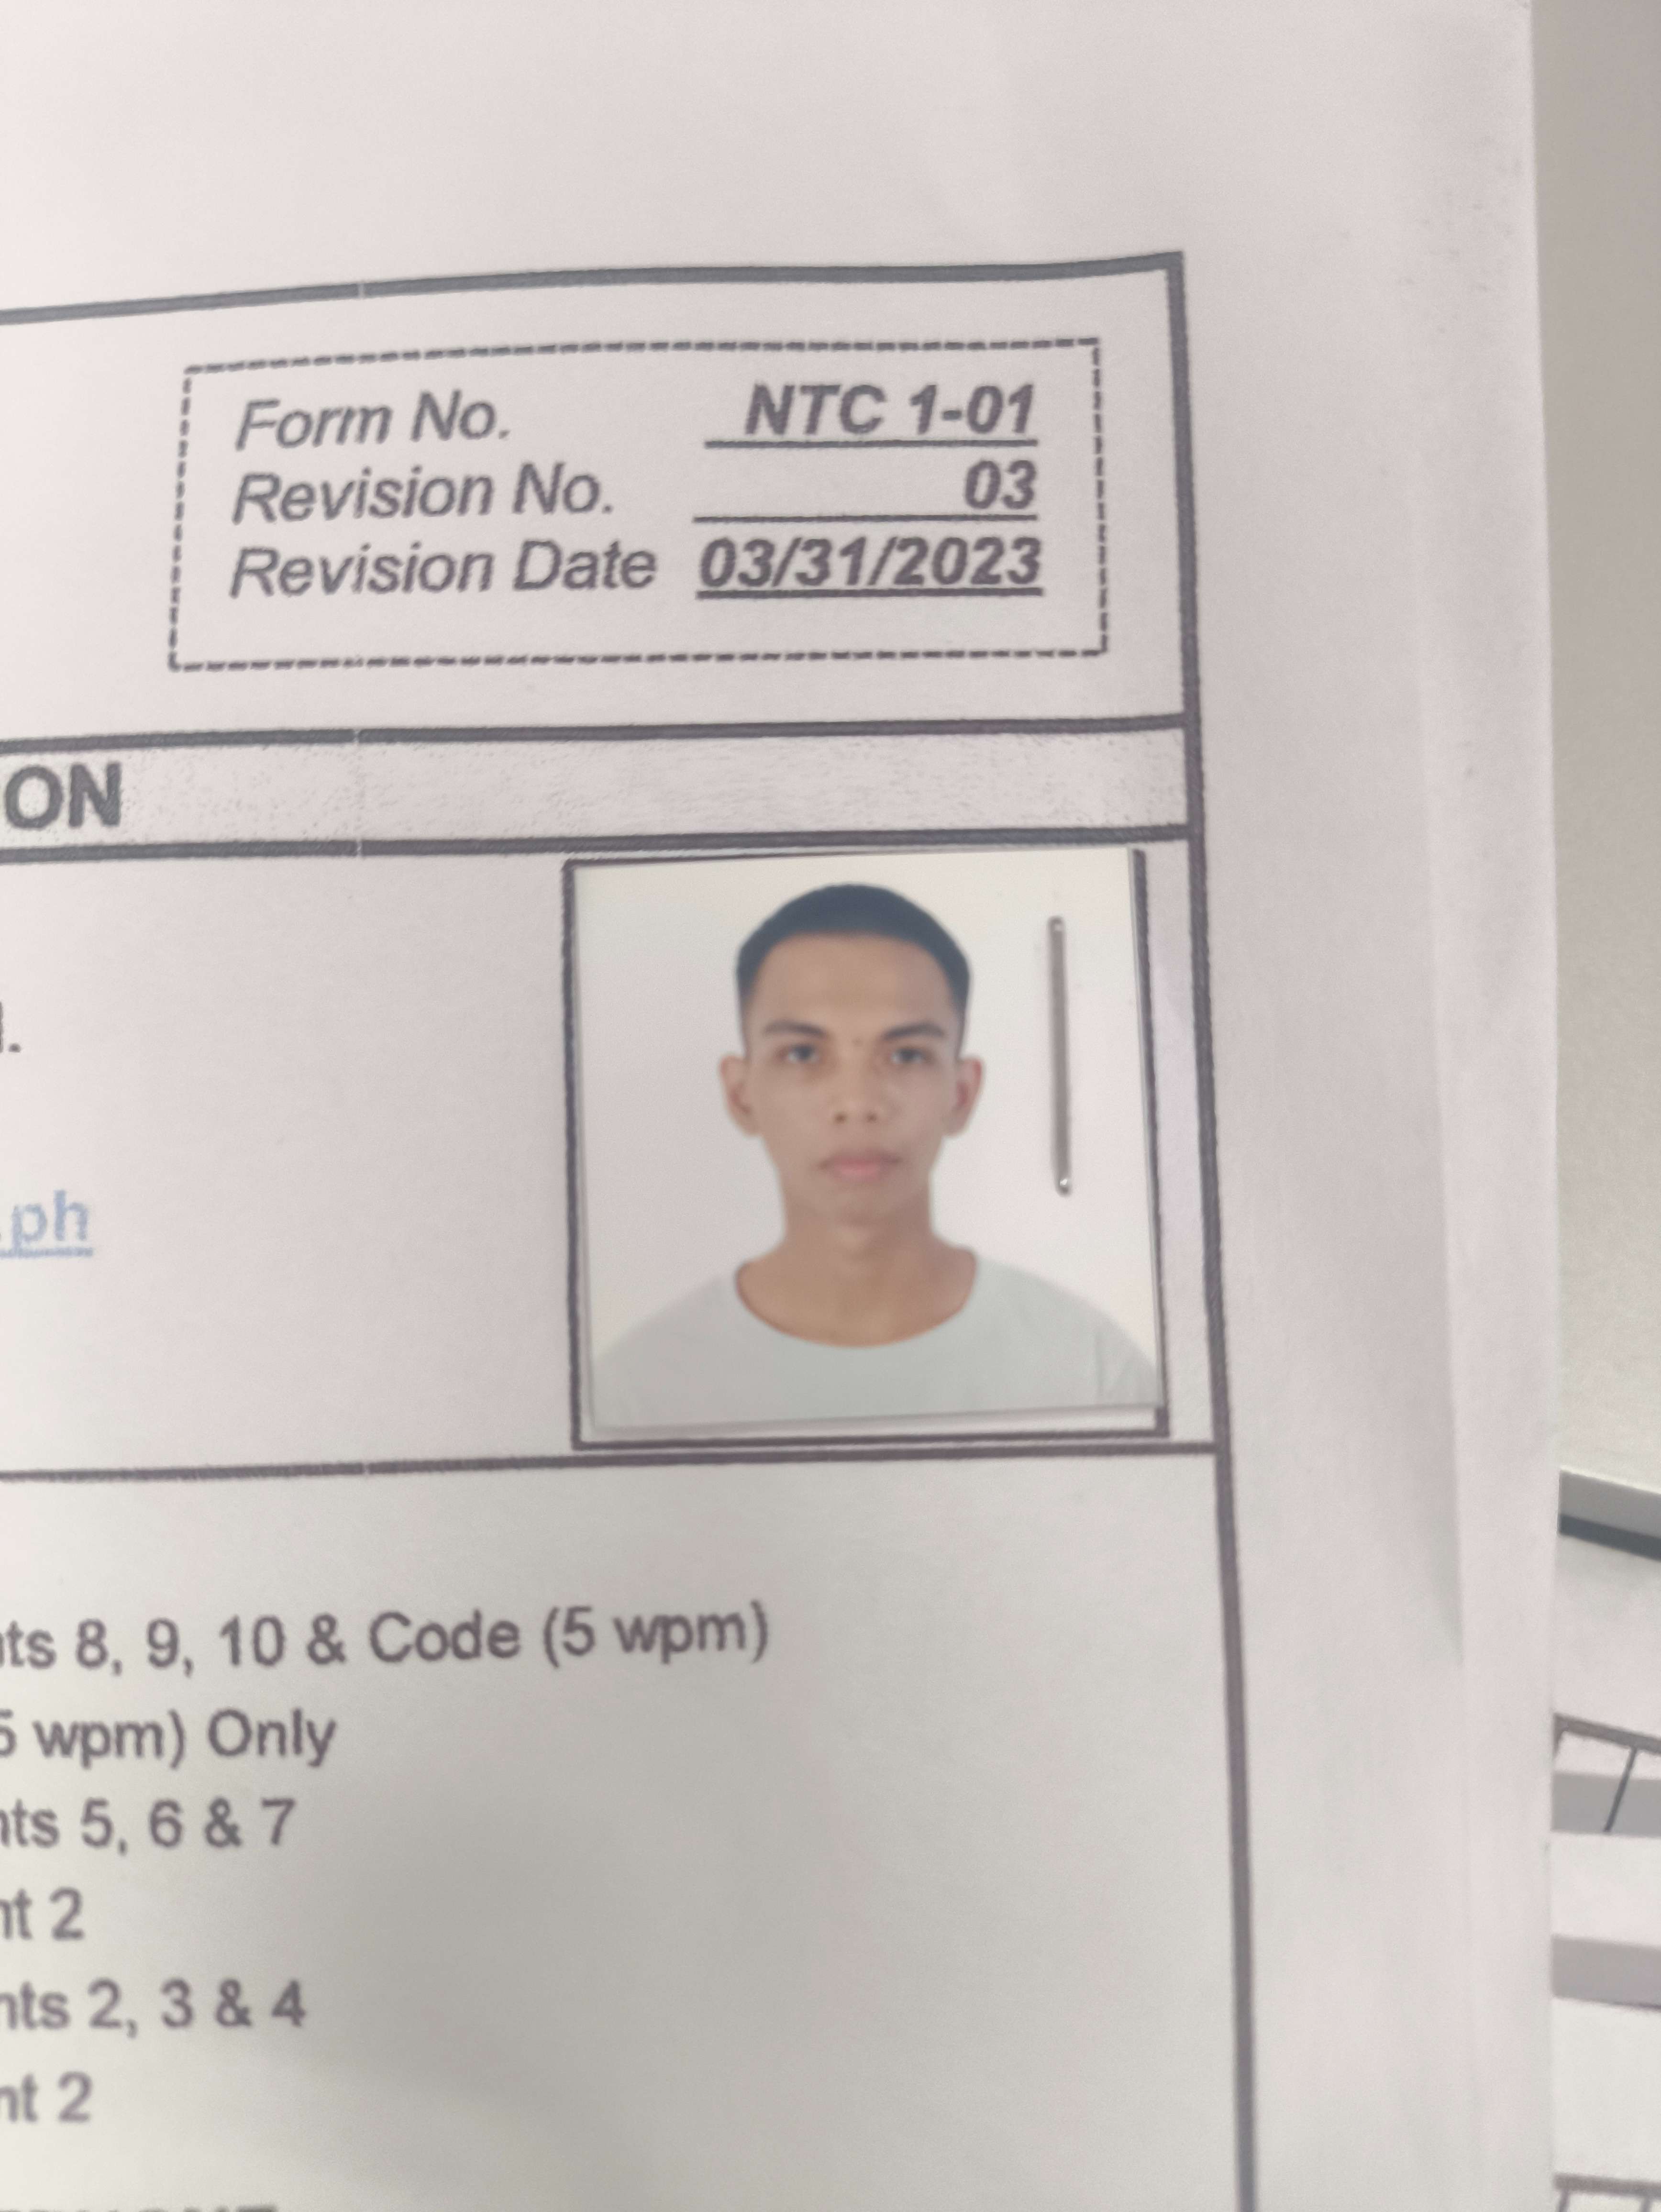 Form No. NTC 1-01
Revision No. 03
Revision Date 03/31/2023
ON
.
.ph
ts 8, 9, 10 & Code (5 wpm)
5 wpm) Only
nts 5, 6 & 7
nt 2
nts 2, 3 & 4
nt 2